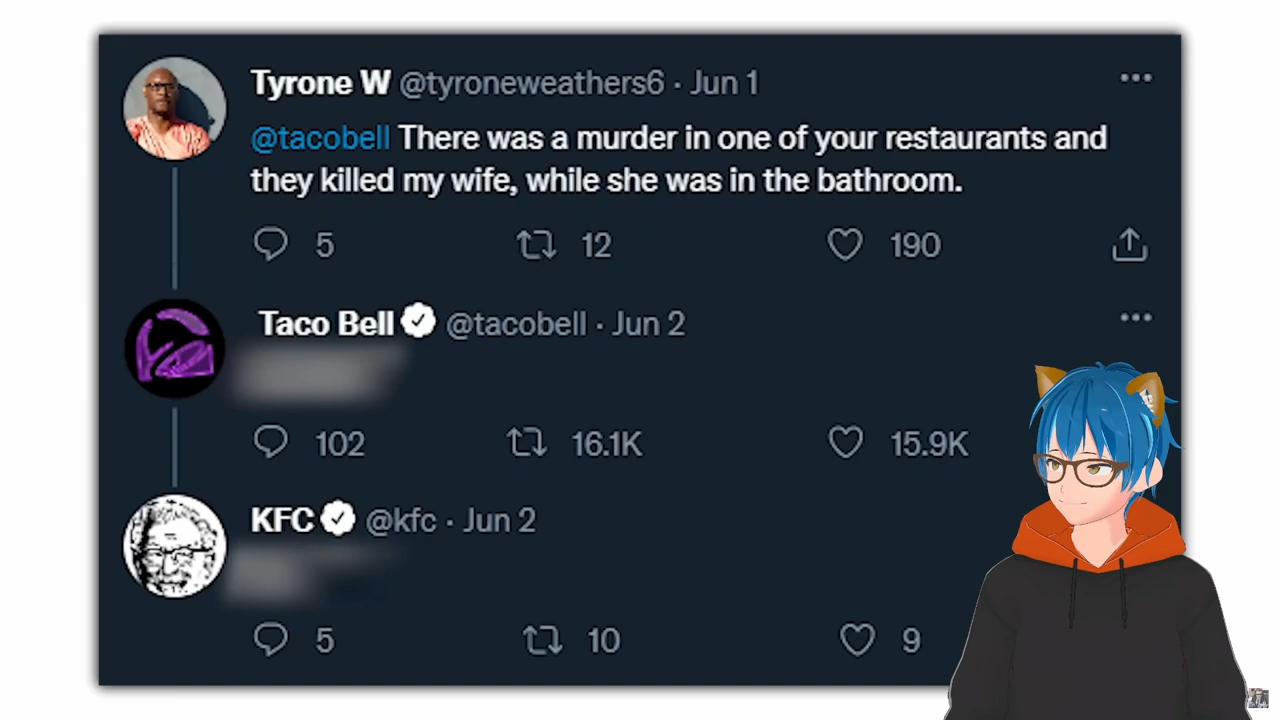 Tyrone W @tyroneweathers6 · Jun 1
@tacobell There was a murder in one of your restaurants and
they killed my wife, while she was in the bathroom.
5 12 190
Taco Bell @tacobell · Jun 2
102 16.1K 15.9K
KFC @kfc · Jun 2
5 10 9